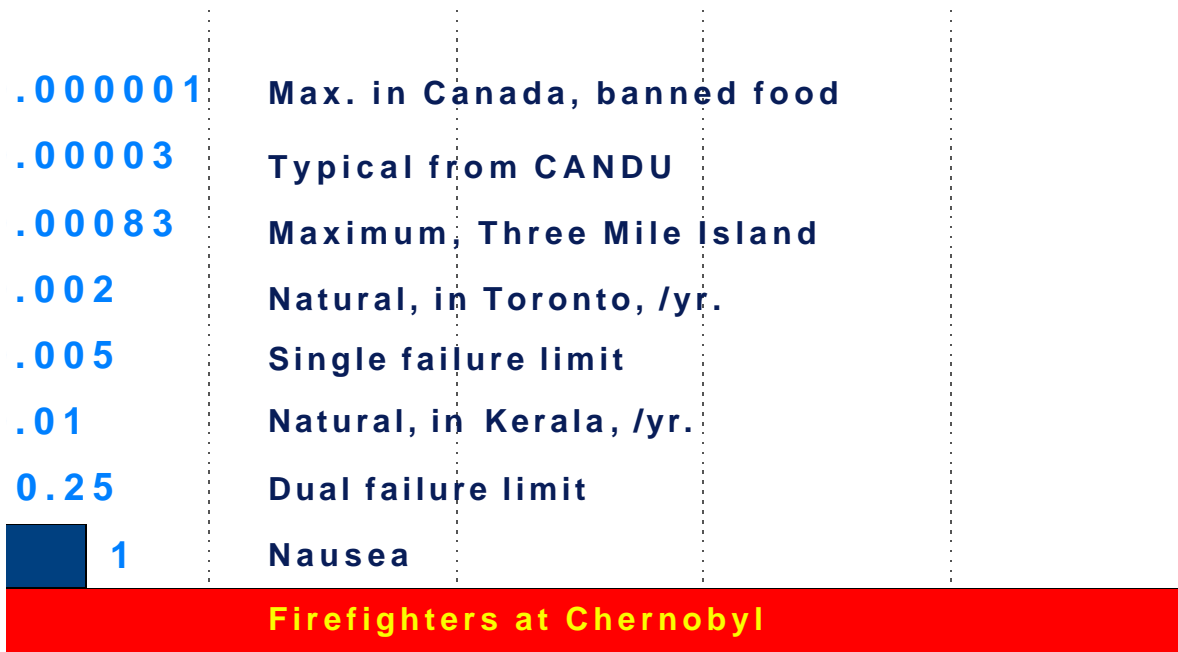 .000001 Max. in Canada, banned food
.00003 Typical from CANDU
.00083 Maximum, Three Mile Island
.002 Natural, in Toronto, /yr.
.005 Single failure limit
.01 Natural, in Kerala, /yr.
0.25 Dual failure limit
1 Nausea
Firefighters at Chernobyl